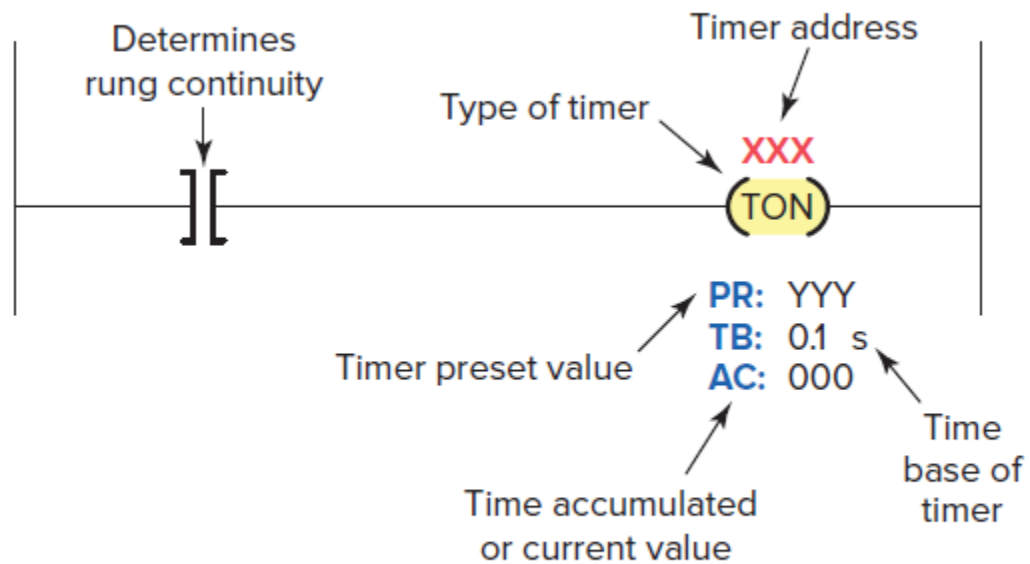 Determines
rung continuity
Timer address
Type of timer
XXX
TON
PR: YYY
TB: 0.1 s
AC: 000
Timer preset value
Time
base of
timer
Time accumulated
or current value